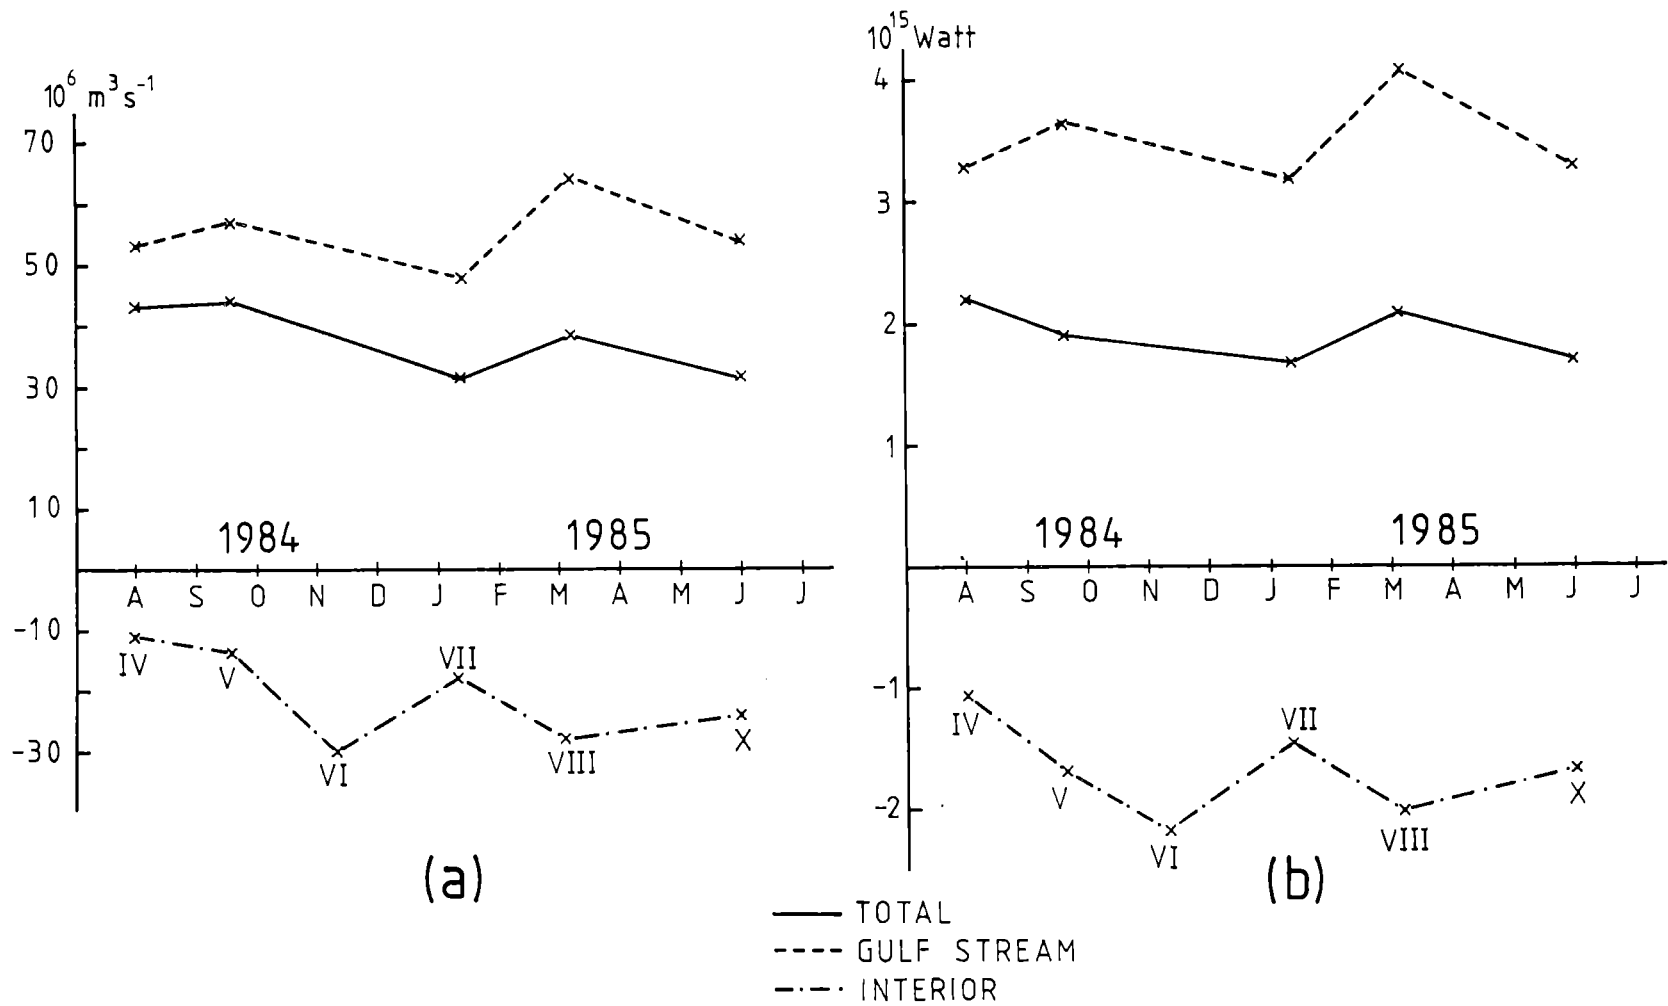 10⁶ m³s⁻¹
70
50
30
10
-10
-30
1984
1985
A S O N D J F M A M J J
IV
V
VI
VII
VIII
X
(a)
10¹⁵ Watt
4
3
2
1
-1
-2
1984
1985
A S O N D J F M A M J J
IV
V
VI
VII
VIII
X
(b)
TOTAL
GULF STREAM
INTERIOR